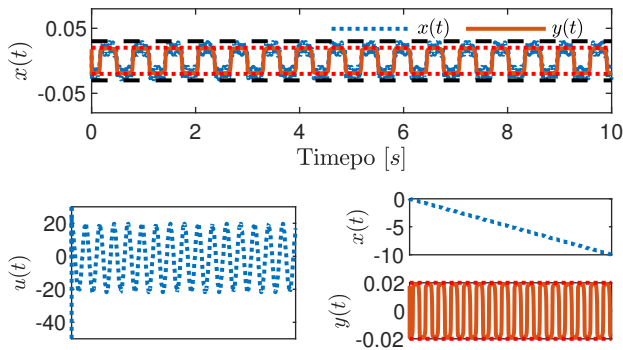 0.05
x(t) y(t)
x(t)
-0.05
0 2 4 6 8 10
Timepo [s]
20
0
-20
-40
u(t)
0
-5
-10
x(t)
0.02
0
-0.02
y(t)